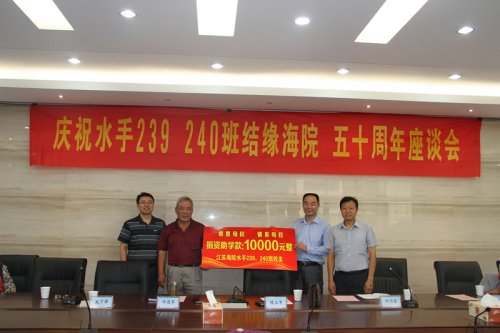 庆祝水手239 240班结缘海院 五十周年座谈会
感恩母校 情系母校
捐资助学款:10000元整
江苏海院水手239、240班校友